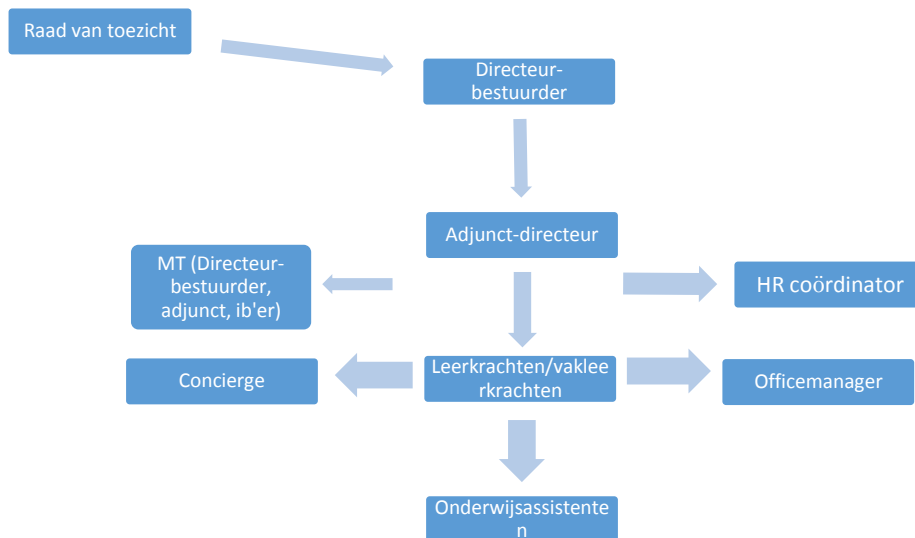 Raad van toezicht
Directeur-
bestuurder
Adjunct-directeur
MT (Directeur-
bestuurder,
adjunct, ib'er)
HR coördinator
Concierge
Leerkrachten/vaklee
rkrachten
Officemanager
Onderwijsassistente
n